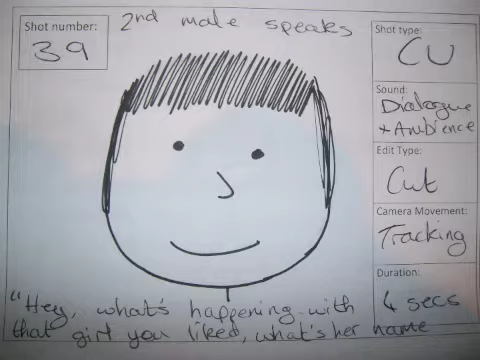 2nd male speaks
Shot number:
39
Shot type:
CU
Sound:
Dialogue
+ Ambience
Edit Type:
Cut
Camera Movement:
Tracking
Duration:
4 secs
"Hey, what's happening with
that girl you liked, what's her name